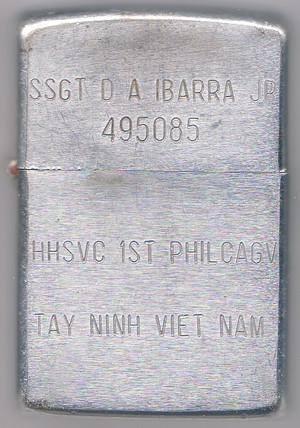 SSGT D A IBARRA JR
495085
HHSVC 1ST PHILCAGV
TAY NINH VIET NAM